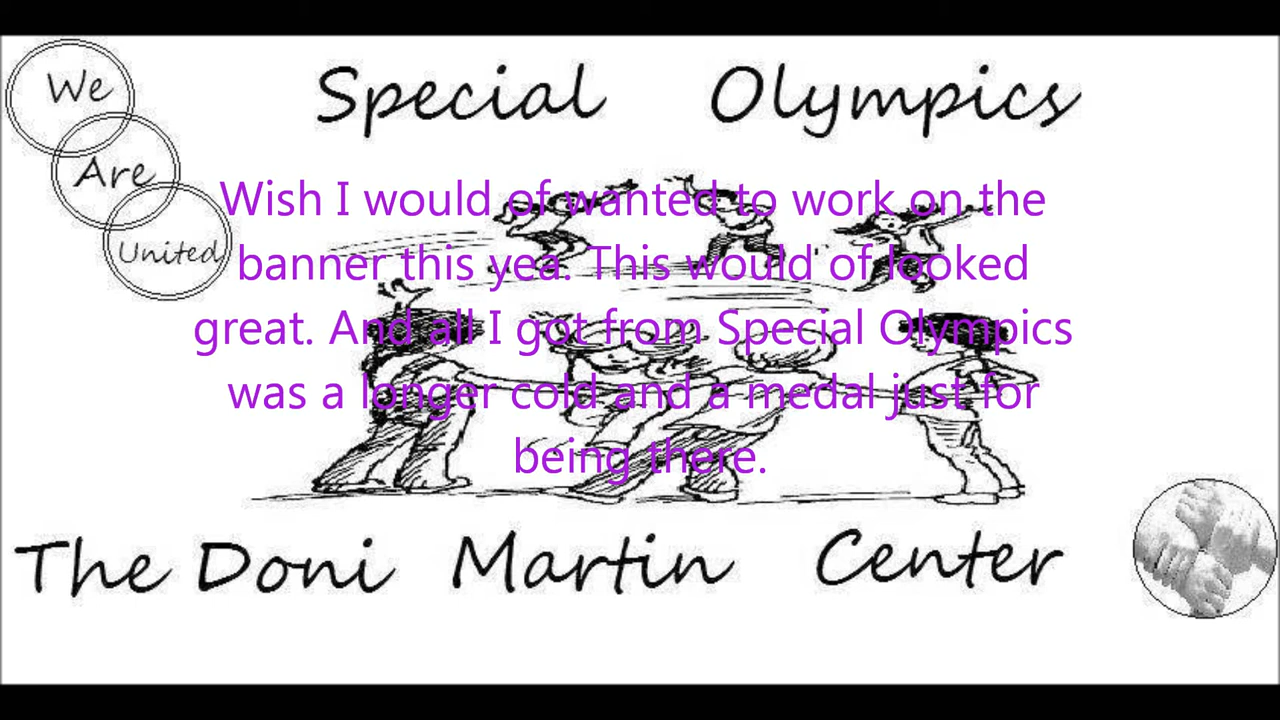 We
Are
United
Special Olympics
Wish I would of wanted to work on the
banner this yea. This would of looked
great. And all I got from Special Olympics
was a longer cold and a medal just for
being there.
The Doni Martin Center